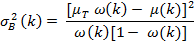 σ_B^2(k) = [μ_T ω(k) − μ(k)]^2 / ω(k)[1 − ω(k)]